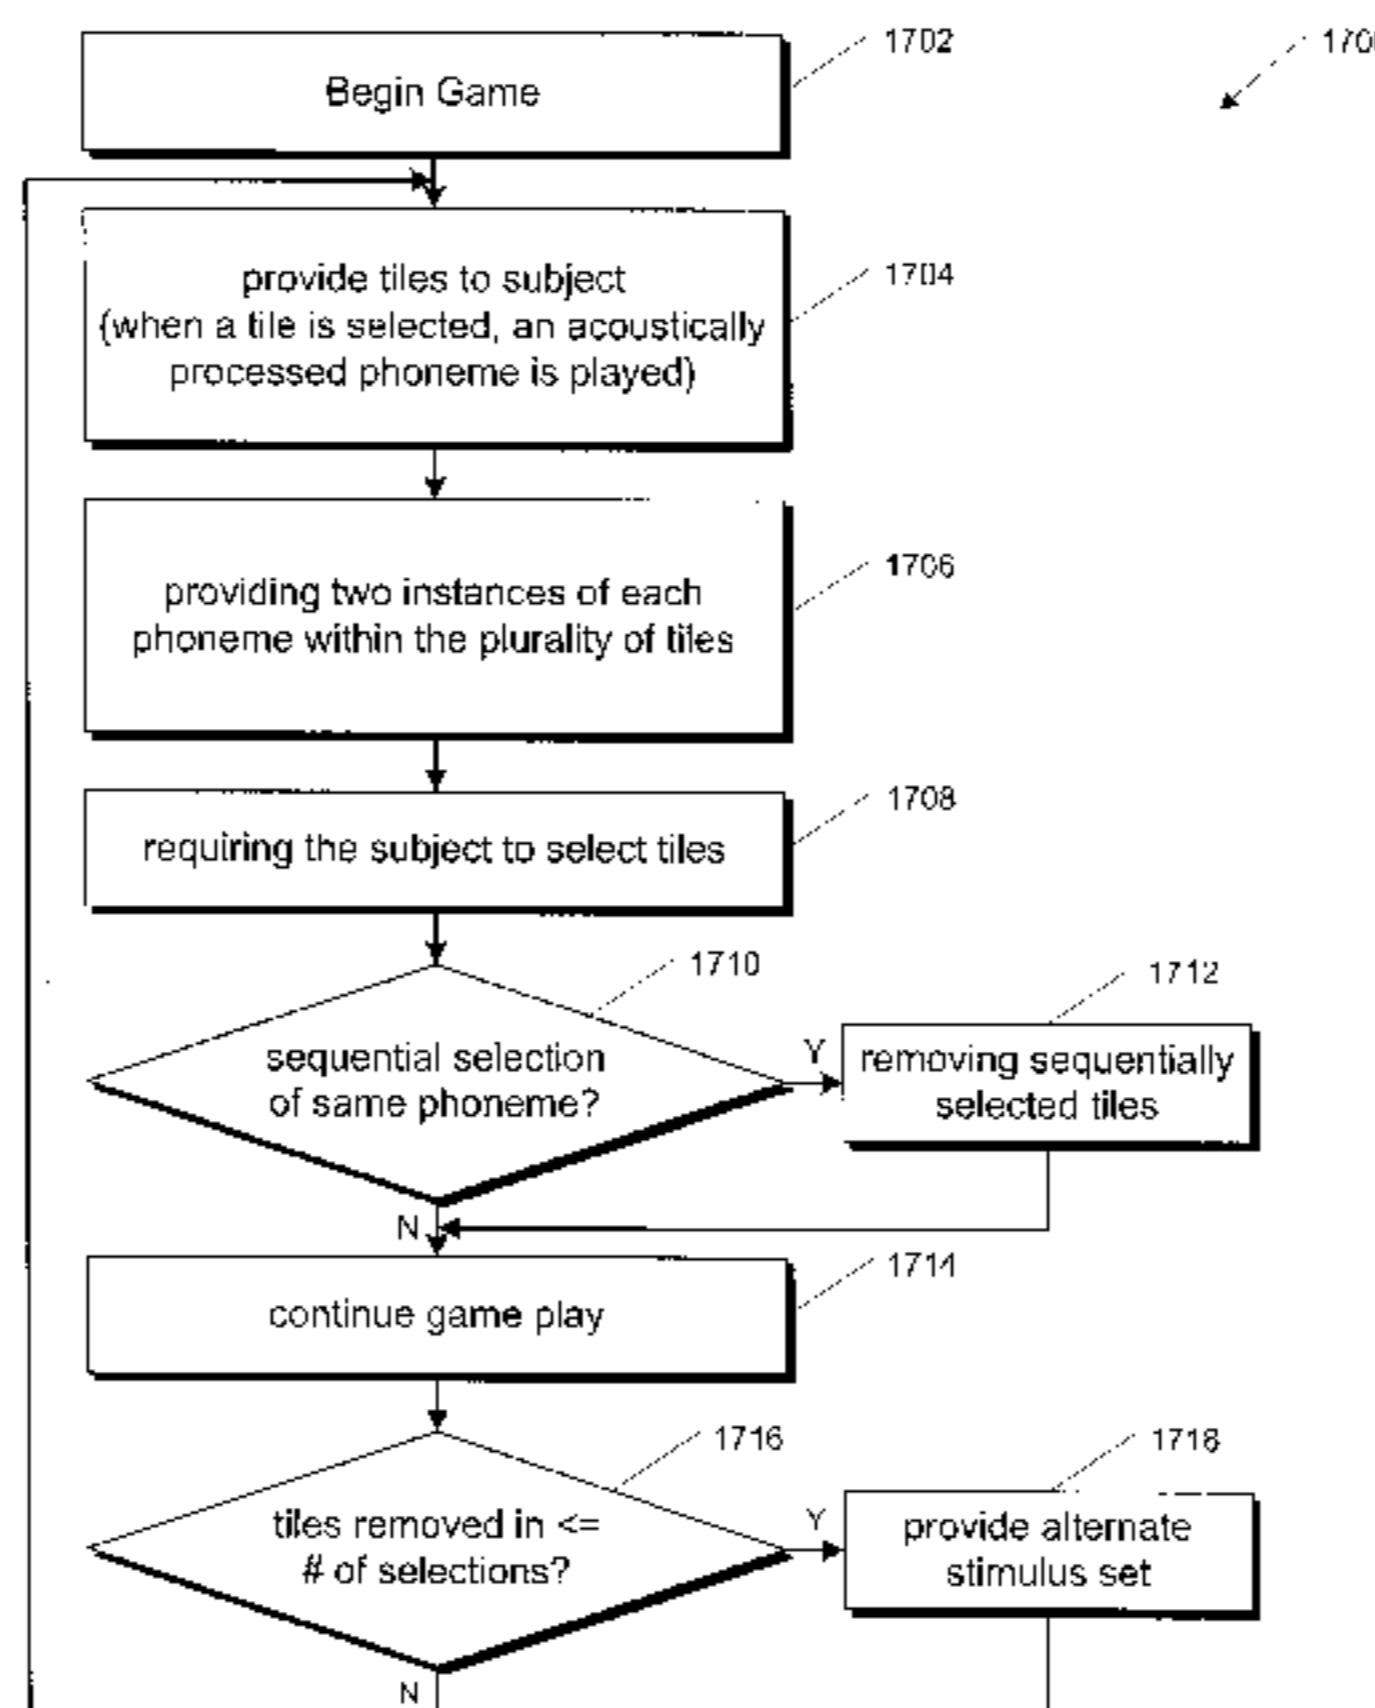 1702
Begin Game
provide tiles to subject
(when a tile is selected, an acoustically
processed phoneme is played)
1704
providing two instances of each
phoneme within the plurality of tiles
1706
requiring the subject to select tiles
1708
sequential selection
of same phoneme?
1710
Y
N
removing sequentially
selected tiles
1712
continue game play
1714
tiles removed in <=
# of selections?
1716
Y
N
provide alternate
stimulus set
1718